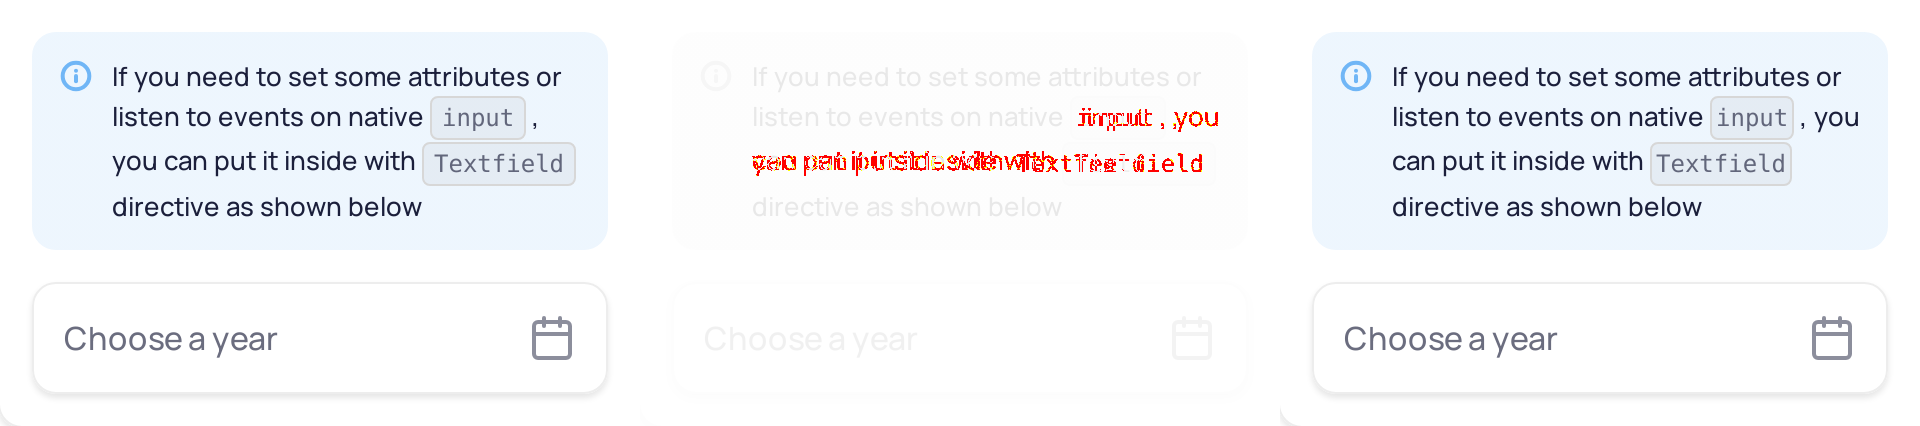 If you need to set some attributes or
listen to events on native input ,
you can put it inside with Textfield
directive as shown below
Choose a year
If you need to set some attributes or
listen to events on native input , you
directive as shown below
Choose a year
If you need to set some attributes or
listen to events on native input , you
can put it inside with Textfield
directive as shown below
Choose a year